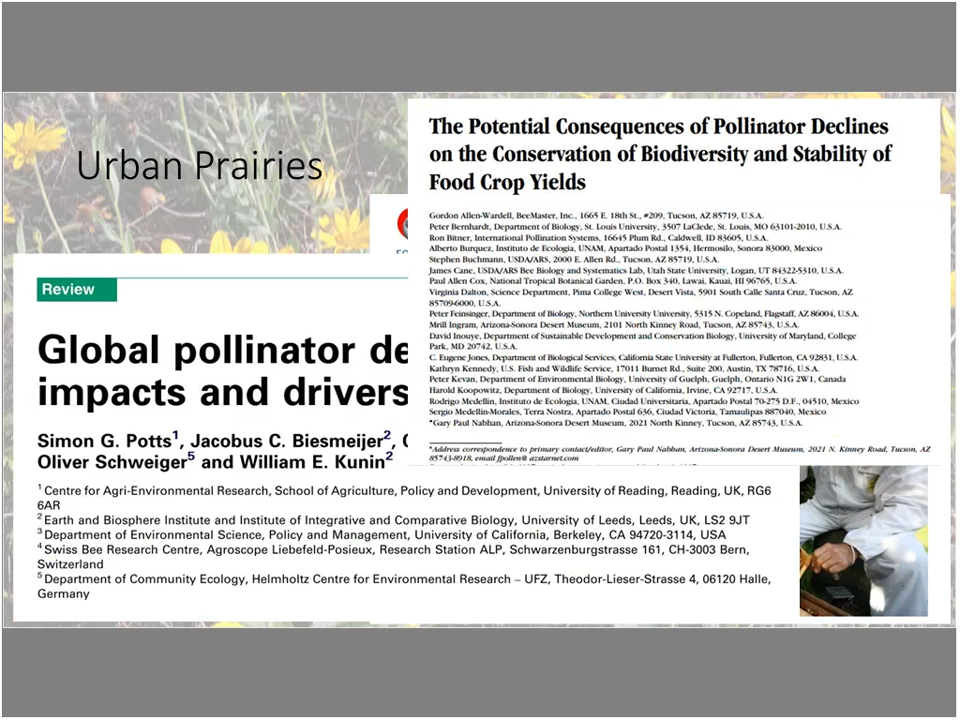 Urban Prairies
The Potential Consequences of Pollinator Declines
on the Conservation of Biodiversity and Stability of
Food Crop Yields
Gordon Allen-Wardell, BeeMaster, Inc., 1665 E. 18th St., #209, Tucson, AZ 85719, U.S.A.
Peter Bernhardt, Department of Biology, St. Louis University, 3507 LaClede, St. Louis, MO 63101-2010, U.S.A.
Ron Bitner, International Pollination Systems, 16645 Plum Rd., Caldwell, ID 83605, U.S.A.
Alberto Burquez, Instituto de Ecologia, UNAM, Apartado Postal 1354, Hermosilo, Sonora 83000, Mexico
Stephen Buchmann, USDA/ARS, 2000 E. Allen Rd., Tucson, AZ 85719, U.S.A.
James Cane, USDA/ARS Bee Biology and Systematics Lab, Utah State University, Logan, UT 84322-5310, U.S.A.
Paul Allen Cox, National Tropical Botanical Garden, P.O. Box 340, Lawai, Kauai, HI 96765, U.S.A.
Virginia Dalton, Science Department, Pima College West, Desert Vista, 5901 South Calle Santa Cruz, Tucson, AZ
85709-6000, U.S.A.
Peter Feinsinger, Department of Biology, Northern University University, 5315 N. Copeland, Flagstaff, AZ 86004, U.S.A.
Mrill Ingram, Arizona-Sonora Desert Museum, 2101 North Kinney Road, Tucson, AZ 85743, U.S.A.
David Inouye, Department of Sustainable Development and Conservation Biology, University of Maryland, College
Park, MD 20742, U.S.A.
C. Eugene Jones, Department of Biological Services, California State University at Fullerton, Fullerton, CA 92831, U.S.A.
Kathryn Kennedy, U.S. Fish and Wildlife Service, 17011 Burnet Rd., Suite 200, Austin, TX 78716, U.S.A.
Peter Kevan, Department of Environmental Biology, University of Guelph, Guelph, Ontario N1G 2W1, Canada
Harold Koopowitz, Department of Biology, University of California, Irvine, CA 92717, U.S.A.
Rodrigo Medellin, Instituto de Ecologia, UNAM, Ciudad Universitaria, Apartado Postal 70-275 D.F., 04510, Mexico
Sergio Medellin-Morales, Terra Nostra, Apartado Postal 636, Ciudad Victoria, Tamaulipas 887040, Mexico
*Gary Paul Nabhan, Arizona-Sonora Desert Museum, 2021 North Kinney, Tucson, AZ 85743, U.S.A.
*Address correspondence to primary contact/editor, Gary Paul Nabhan, Arizona-Sonora Desert Museum, 2021 N. Kinney Road, Tucson, AZ
85743-8918, email fpollen@ azstarnet.com
Review
Global pollinator de
impacts and drivers
Simon G. Potts1, Jacobus C. Biesmeijer2,
Oliver Schweiger5 and William E. Kunin2
1 Centre for Agri-Environmental Research, School of Agriculture, Policy and Development, University of Reading, Reading, UK, RG6
6AR
2 Earth and Biosphere Institute and Institute of Integrative and Comparative Biology, University of Leeds, Leeds, UK, LS2 9JT
3 Department of Environmental Science, Policy and Management, University of California, Berkeley, CA 94720-3114, USA
4 Swiss Bee Research Centre, Agroscope Liebefeld-Posieux, Research Station ALP, Schwarzenburgstrasse 161, CH-3003 Bern,
Switzerland
5 Department of Community Ecology, Helmholtz Centre for Environmental Research – UFZ, Theodor-Lieser-Strasse 4, 06120 Halle,
Germany